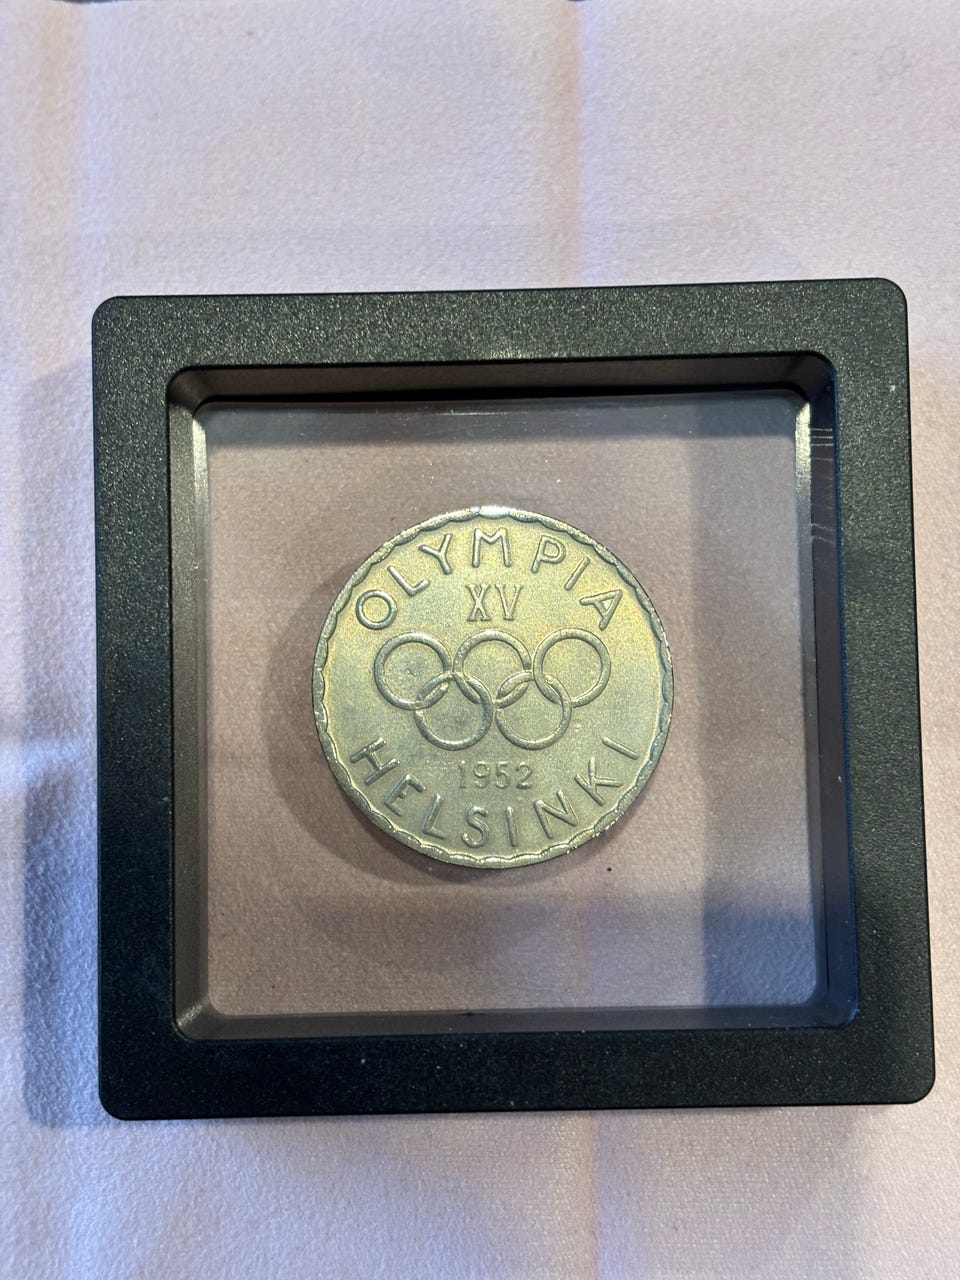 OLYMPIA
XV
1952
HELSINKI